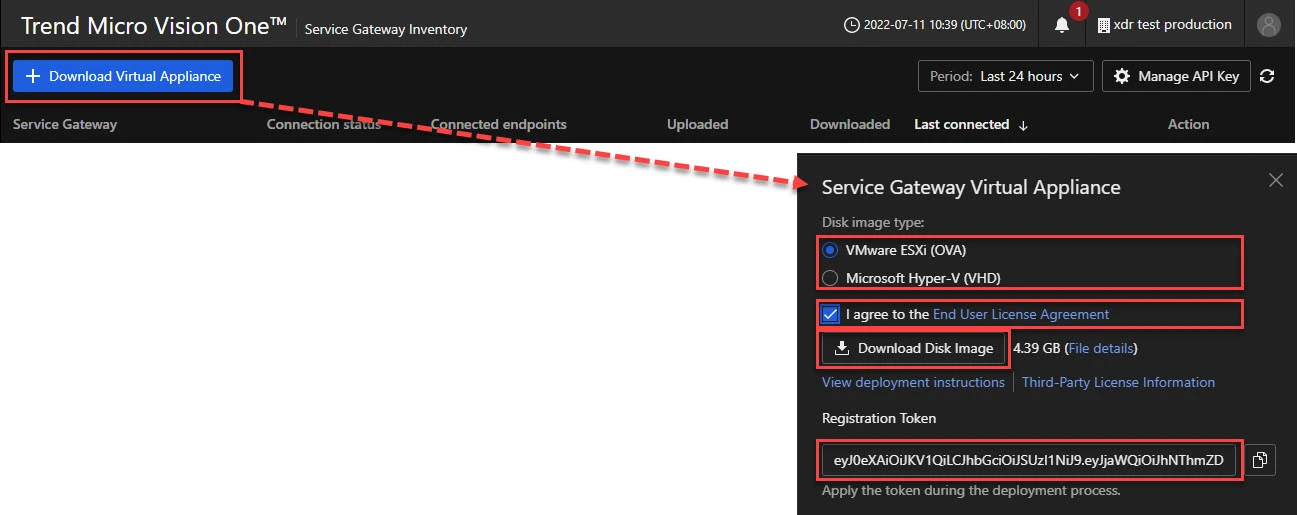 Trend Micro Vision One™ Service Gateway Inventory 2022-07-11 10:39 (UTC+08:00) 1 xdr test production
Download Virtual Appliance Period: Last 24 hours Manage API Key
Service Gateway Connection status Connected endpoints Uploaded Downloaded Last connected Action
Service Gateway Virtual Appliance
Disk image type:
VMware ESXi (OVA)
Microsoft Hyper-V (VHD)
I agree to the End User License Agreement
Download Disk Image 4.39 GB (File details)
View deployment instructions Third-Party License Information
Registration Token
eyJ0eXAiOiJKV1QiLCJhbGciOiJSUzI1NiJ9.eyJjaWQiOiJhNThmZD
Apply the token during the deployment process.